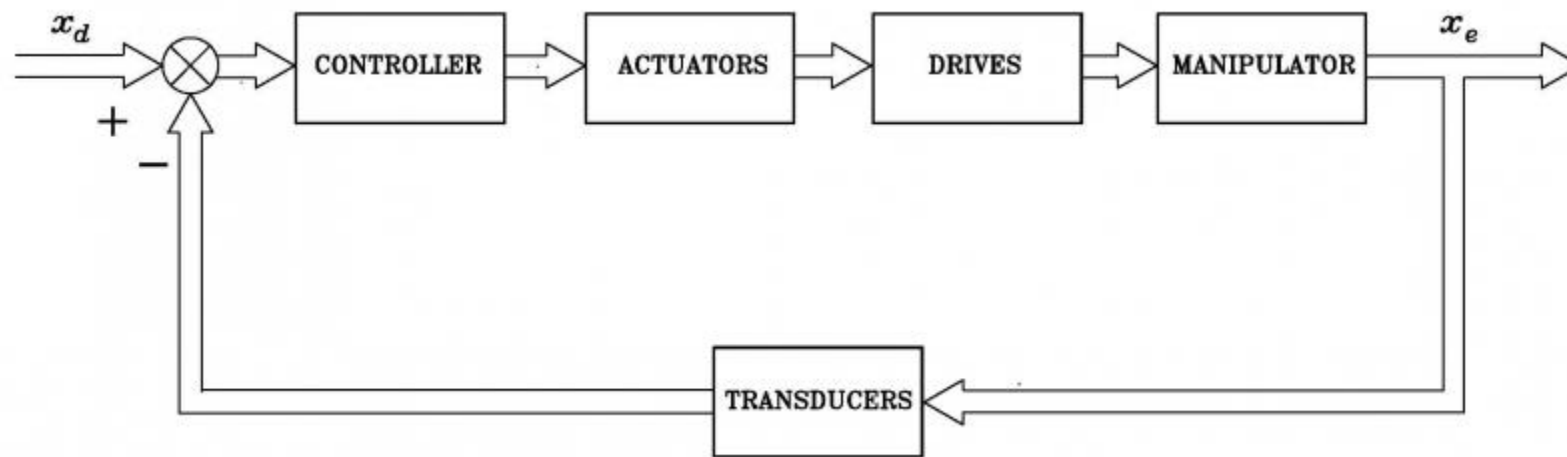 x_d
x_e
CONTROLLER
ACTUATORS
DRIVES
MANIPULATOR
+
−
TRANSDUCERS